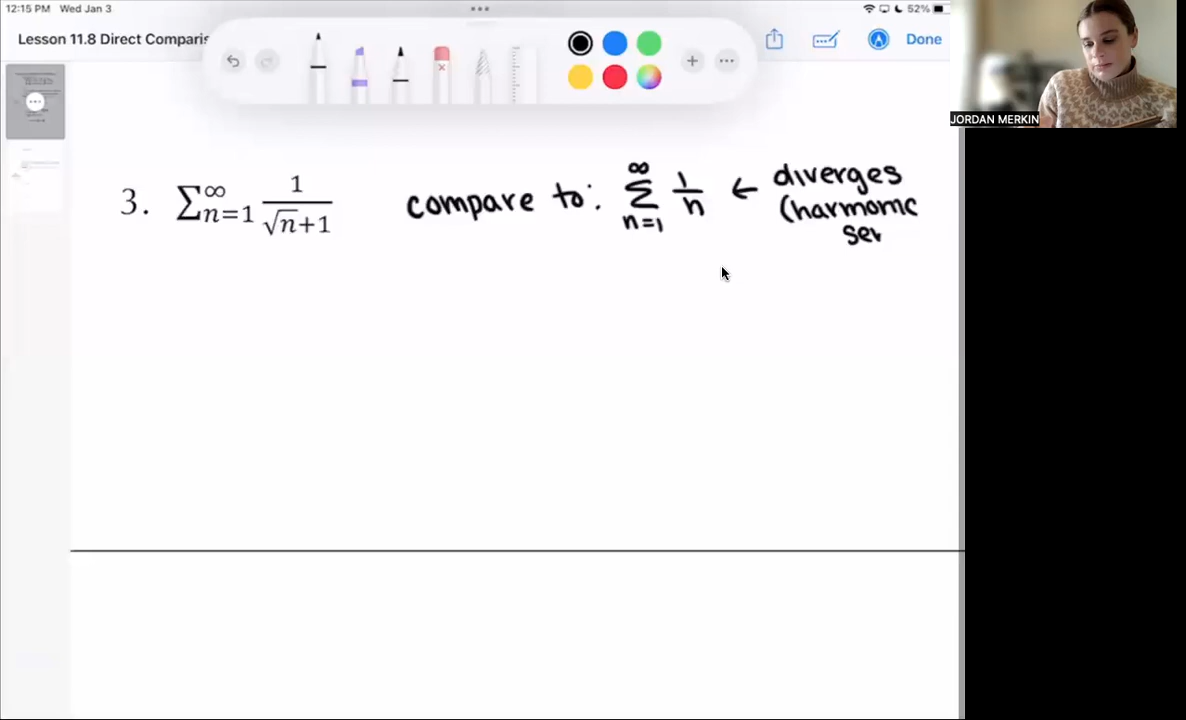 12:15 PM Wed Jan 3
52%
Lesson 11.8 Direct Comparis
Done
JORDAN MERKIN
3. ∑∞n=1 1/(√n+1) compare to: ∞∑n=1 1/n ← diverges
(harmonic
ser